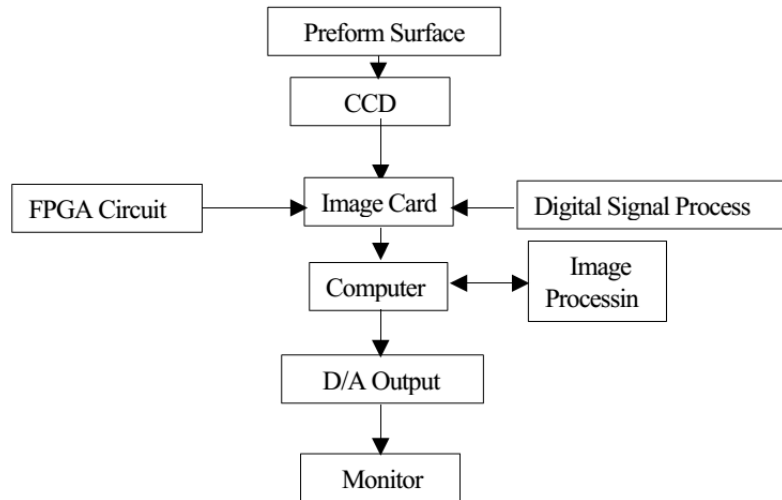 Preform Surface
CCD
FPGA Circuit
Image Card
Digital Signal Process
Computer
Image
Processin
D/A Output
Monitor